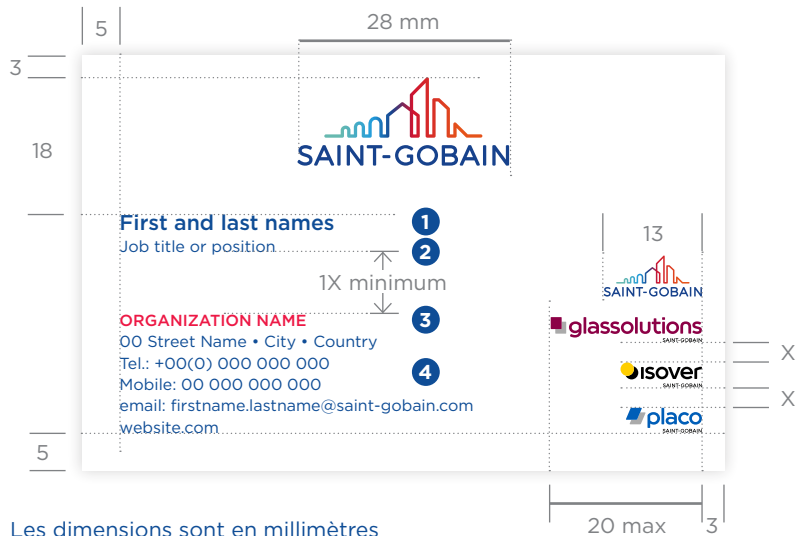 5
28 mm
3
18
SAINT-GOBAIN
First and last names
1
Job title or position
2
13
1X minimum
SAINT-GOBAIN
ORGANIZATION NAME
3
glassolutions
SAINT-GOBAIN
00 Street Name • City • Country
X
Tel.: +00(0) 000 000 000
4
isover
SAINT-GOBAIN
Mobile: 00 000 000 000
X
email: firstname.lastname@saint-gobain.com
placo
SAINT-GOBAIN
website.com
5
Les dimensions sont en millimètres
20 max
3